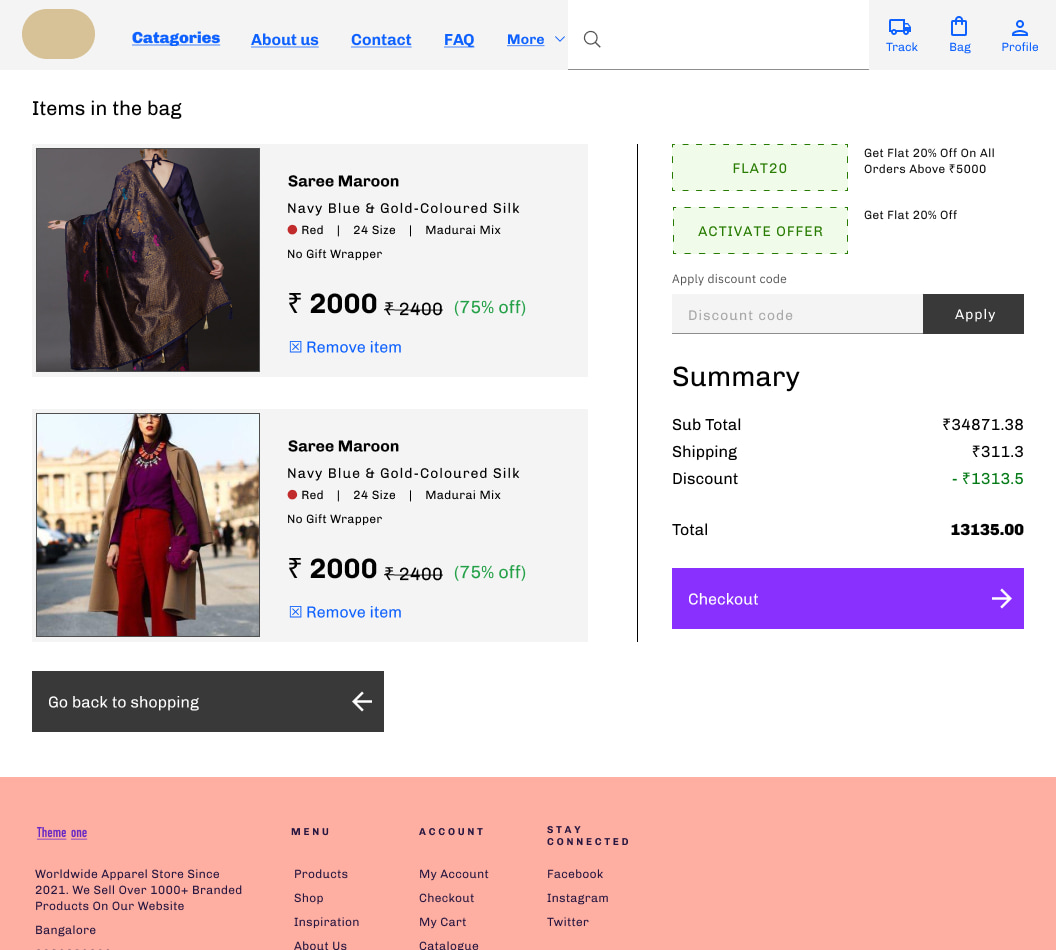 Catagories
About us
Contact
FAQ
More
Track
Bag
Profile
Items in the bag
Saree Maroon
Navy Blue & Gold-Coloured Silk
Red | 24 Size | Madurai Mix
No Gift Wrapper
₹ 2000 ₹ 2400 (75% off)
Remove item
Saree Maroon
Navy Blue & Gold-Coloured Silk
Red | 24 Size | Madurai Mix
No Gift Wrapper
₹ 2000 ₹ 2400 (75% off)
Remove item
Go back to shopping
FLAT20
Get Flat 20% Off On All
Orders Above ₹5000
ACTIVATE OFFER
Get Flat 20% Off
Apply discount code
Discount code
Apply
Summary
Sub Total ₹34871.38
Shipping ₹311.3
Discount - ₹1313.5
Total 13135.00
Checkout
Theme one
Worldwide Apparel Store Since
2021. We Sell Over 1000+ Branded
Products On Our Website
Bangalore
MENU
Products
Shop
Inspiration
About Us
ACCOUNT
My Account
Checkout
My Cart
Catalogue
STAY
CONNECTED
Facebook
Instagram
Twitter